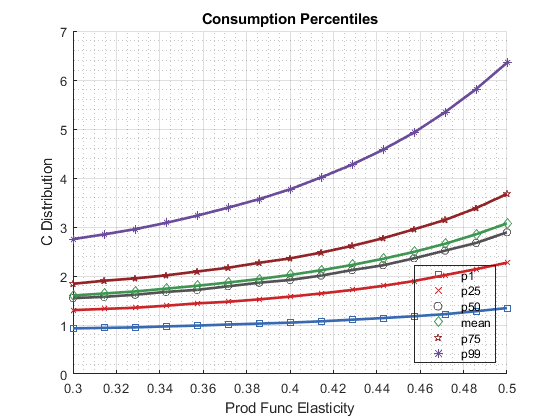 Consumption Percentiles
7
6
5
4
3
2
1
0
C Distribution
p1
p25
p50
mean
p75
p99
0.3 0.32 0.34 0.36 0.38 0.4 0.42 0.44 0.46 0.48 0.5
Prod Func Elasticity